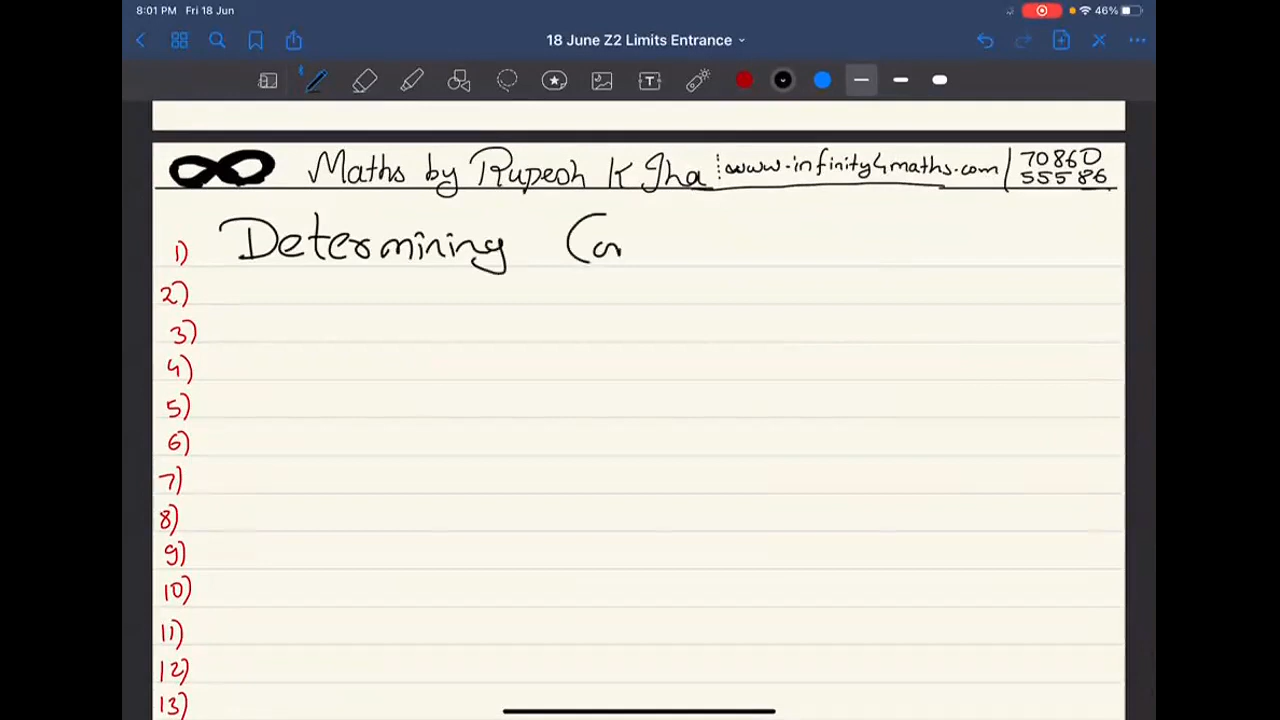 8:01 PM Fri 18 Jun
46%
18 June Z2 Limits Entrance
T
Maths by Rupesh K Jha www.infinity4maths.com 70860 55586
1) Determining Co
2)
3)
4)
5)
6)
7)
8)
9)
10)
11)
12)
13)